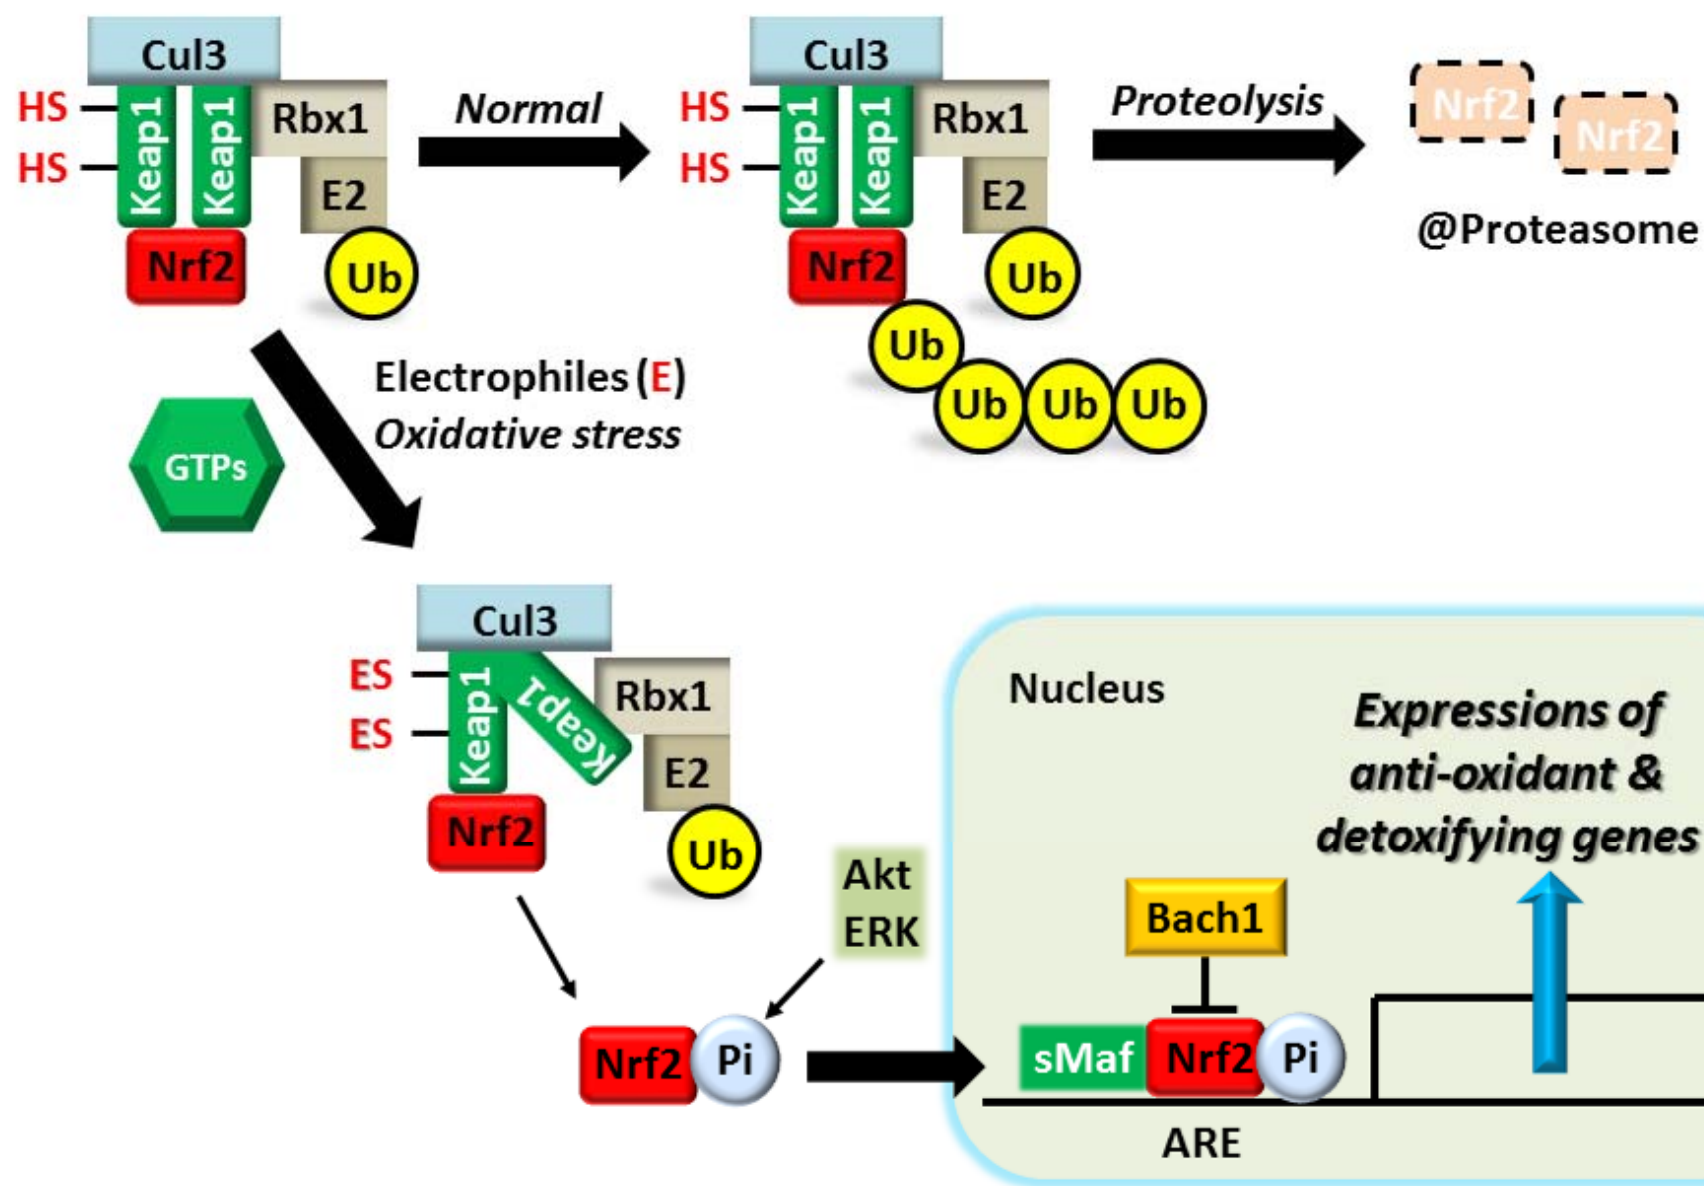 Cul3
HS
HS
Keap1
Keap1
Rbx1
E2
Nrf2
Ub
Normal
Cul3
HS
HS
Keap1
Keap1
Rbx1
E2
Nrf2
Ub
Ub
Ub
Ub
Ub
Proteolysis
Nrf2
Nrf2
@Proteasome
Electrophiles (E)
Oxidative stress
GTPs
Cul3
ES
ES
Keap1
Keap1
Rbx1
E2
Nrf2
Ub
Akt
ERK
Nrf2
Pi
Nucleus
Expressions of
anti-oxidant &
detoxifying genes
Bach1
sMaf
Nrf2
Pi
ARE